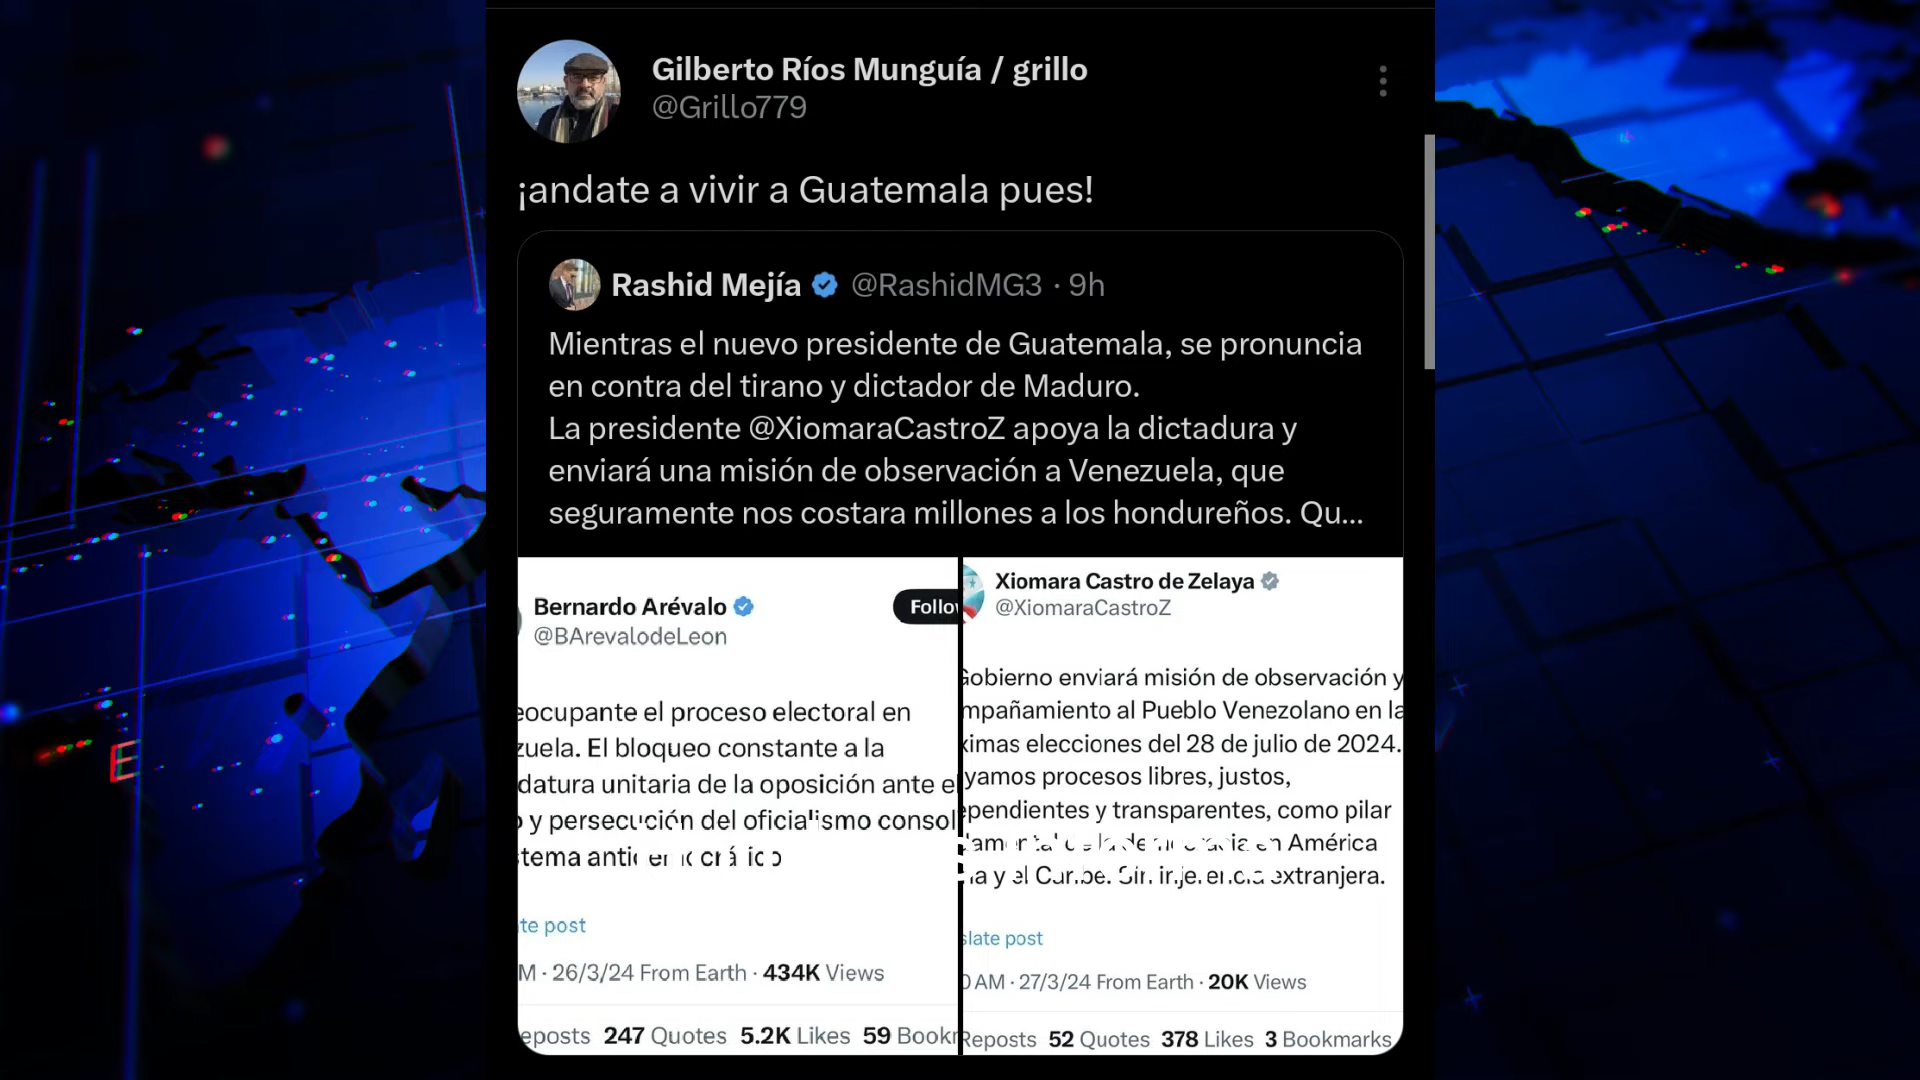 Gilberto Ríos Munguía / grillo
@Grillo779
¡andate a vivir a Guatemala pues!
Rashid Mejía @RashidMG3 · 9h
Mientras el nuevo presidente de Guatemala, se pronuncia
en contra del tirano y dictador de Maduro.
La presidente @XiomaraCastroZ apoya la dictadura y
enviará una misión de observación a Venezuela, que
seguramente nos costara millones a los hondureños. Qu...
Bernardo Arévalo
Follo
@BArevalodeLeon
eocupante el proceso electoral en
zuela. El bloqueo constante a la
datura unitaria de la oposición ante el
o y persecución del oficialismo consol
tema
te post
M · 26/3/24 From Earth · 434K Views
eposts 247 Quotes 5.2K Likes 59 Bookr
Xiomara Castro de Zelaya
@XiomaraCastroZ
Gobierno enviará misión de observación y
mpañamiento al Pueblo Venezolano en la
ximas elecciones del 28 de julio de 2024.
yamos procesos libres, justos,
ependientes y transparentes, como pilar
en América
na y el extranjera.
slate post
0 AM · 27/3/24 From Earth · 20K Views
Reposts 52 Quotes 378 Likes 3 Bookmarks
E